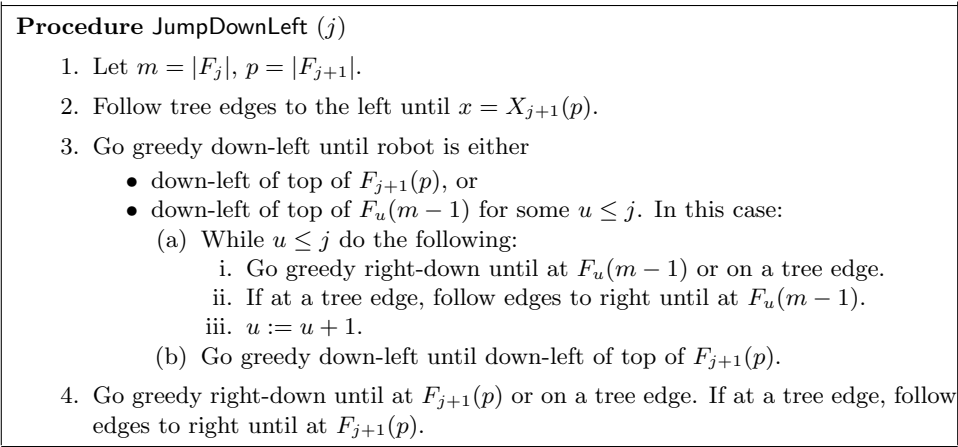 Procedure JumpDownLeft (j)
1. Let m = |F_j|, p = |F_{j+1}|.
2. Follow tree edges to the left until x = X_{j+1}(p).
3. Go greedy down-left until robot is either
• down-left of top of F_{j+1}(p), or
• down-left of top of F_u(m − 1) for some u ≤ j. In this case:
(a) While u ≤ j do the following:
i. Go greedy right-down until at F_u(m − 1) or on a tree edge.
ii. If at a tree edge, follow edges to right until at F_u(m − 1).
iii. u := u + 1.
(b) Go greedy down-left until down-left of top of F_{j+1}(p).
4. Go greedy right-down until at F_{j+1}(p) or on a tree edge. If at a tree edge, follow
edges to right until at F_{j+1}(p).